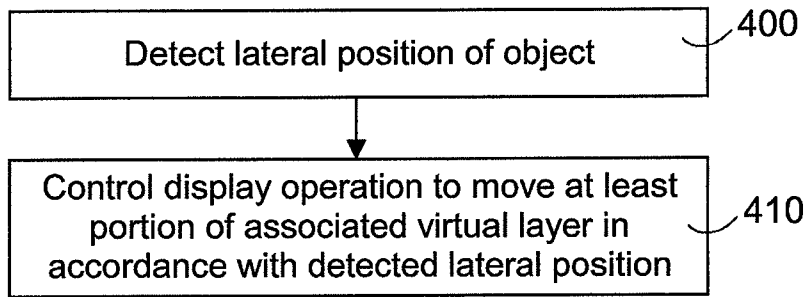 Detect lateral position of object
400
Control display operation to move at least
portion of associated virtual layer in
accordance with detected lateral position
410